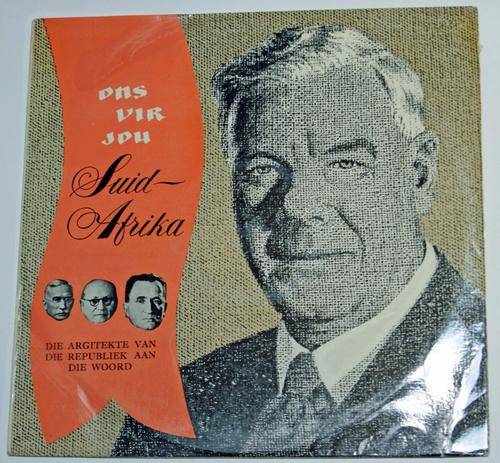 ons
vir
jou
Suid-
Afrika
DIE ARGITEKTE VAN
DIE REPUBLIEK AAN
DIE WOORD